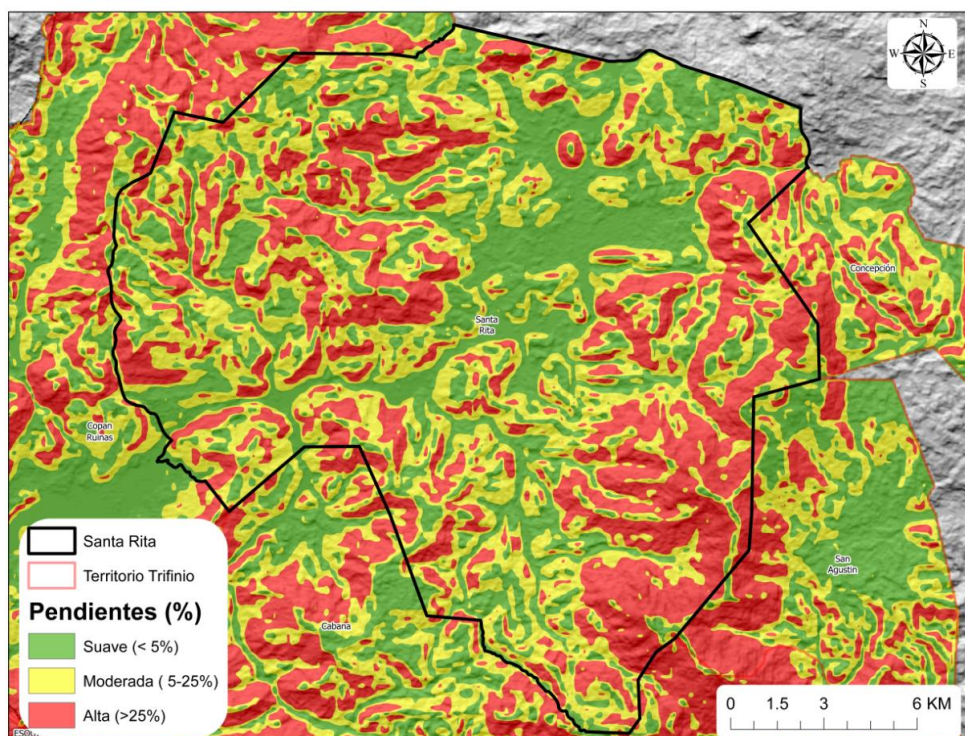 N
W E
S
Concepción
Santa
Rita
Copan
Ruinas
San
Agustin
Cabana
Santa Rita
Territorio Trifinio
Pendientes (%)
Suave (< 5%)
Moderada ( 5-25%)
Alta (>25%)
0 1.5 3 6 KM